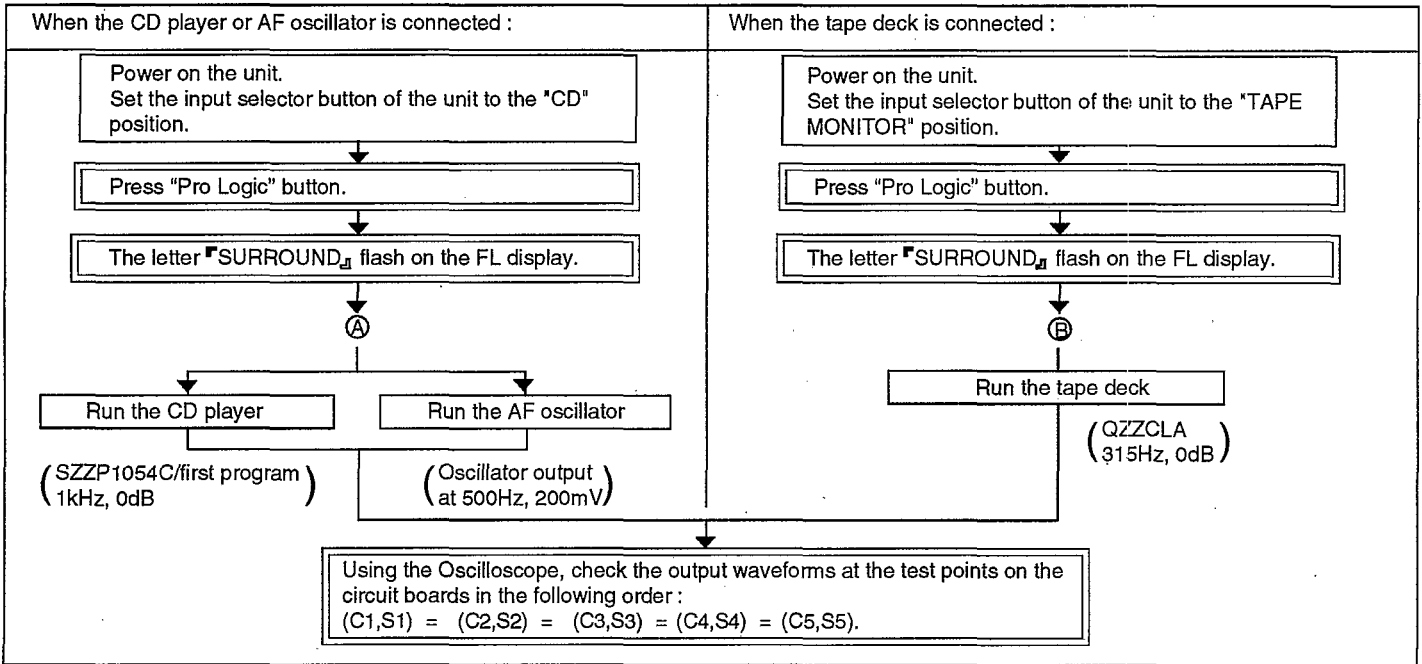 When the CD player or AF oscillator is connected :
Power on the unit.
Set the input selector button of the unit to the "CD"
position.
Press "Pro Logic" button.
The letter『SURROUND』flash on the FL display.
Ⓐ
Run the CD player
Run the AF oscillator
(SZZP1054C/first program
1kHz, 0dB)
(Oscillator output
at 500Hz, 200mV)
When the tape deck is connected :
Power on the unit.
Set the input selector button of the unit to the "TAPE
MONITOR" position.
Press "Pro Logic" button.
The letter『SURROUND』flash on the FL display.
Ⓑ
Run the tape deck
(QZZCLA
315Hz, 0dB)
Using the Oscilloscope, check the output waveforms at the test points on the
circuit boards in the following order :
(C1,S1) = (C2,S2) = (C3,S3) = (C4,S4) = (C5,S5).